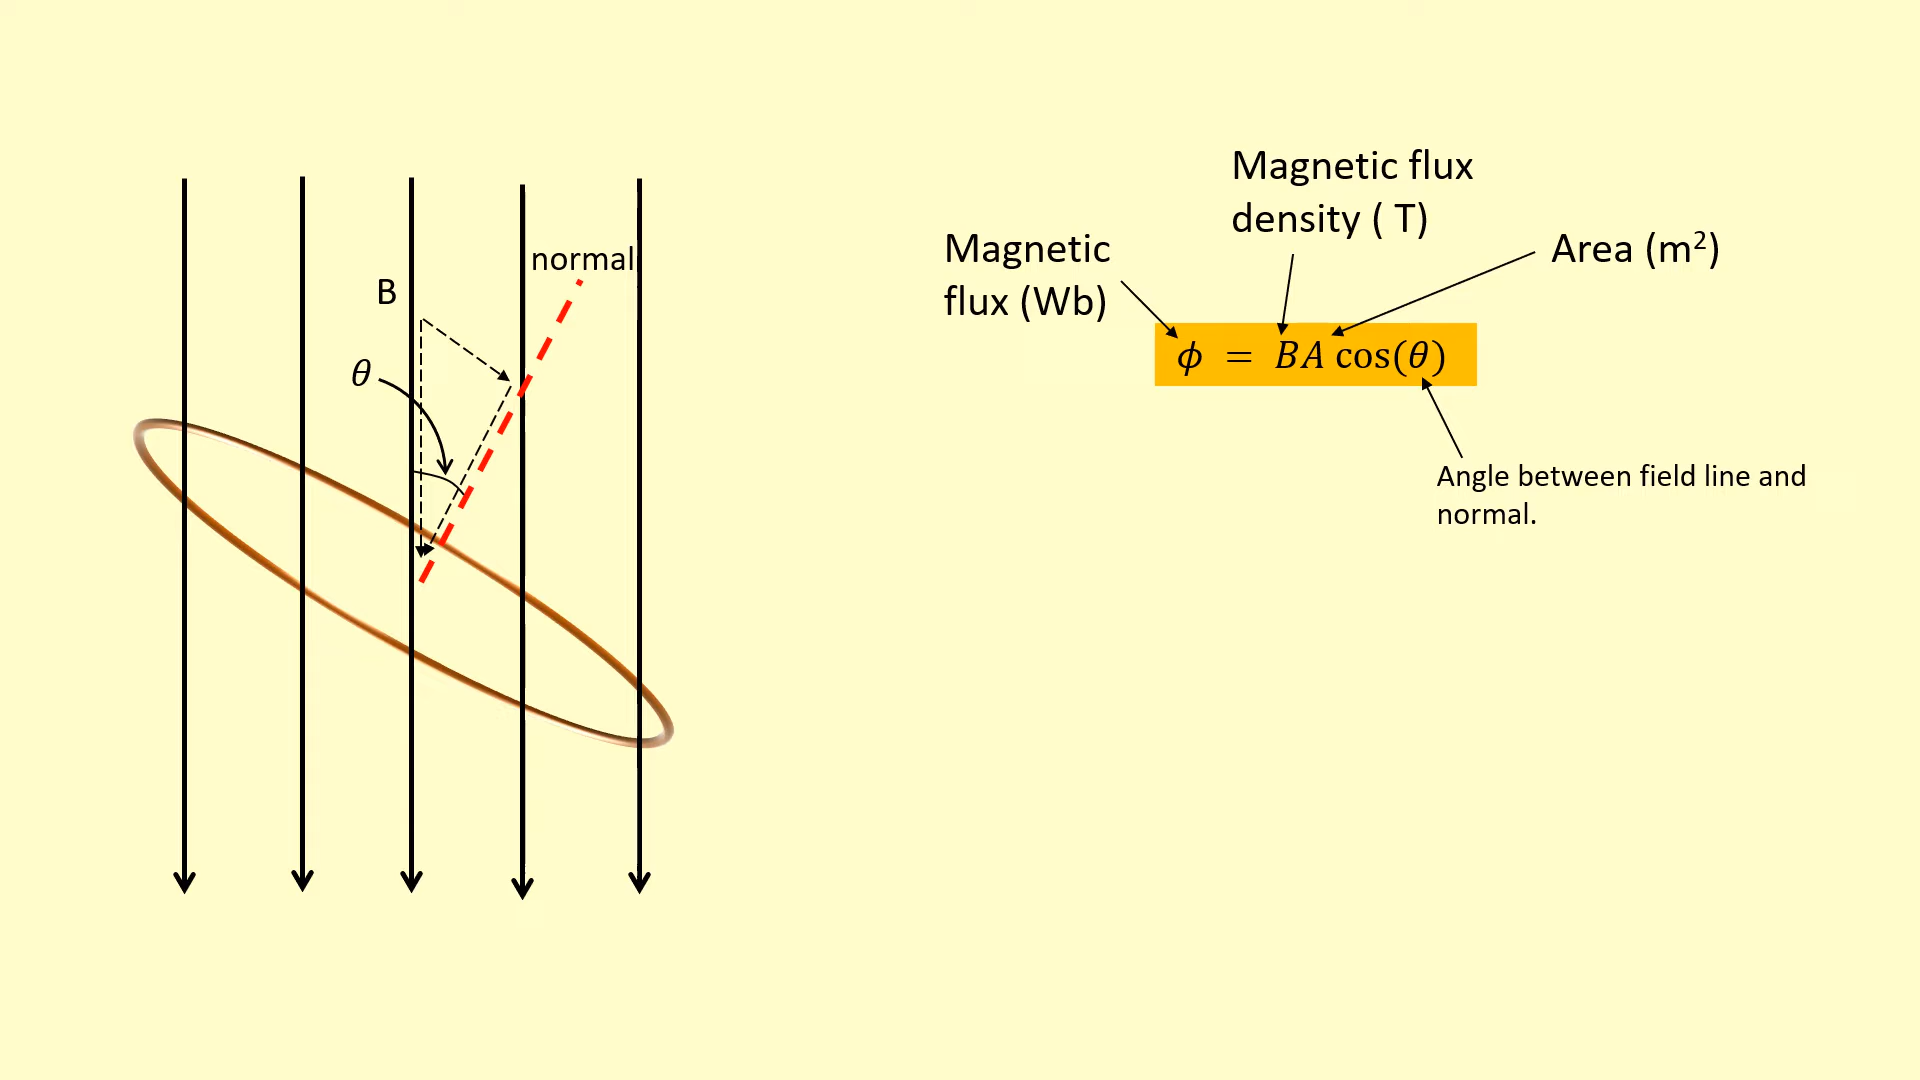 normal
B
θ
Magnetic flux
density ( T)
Magnetic
flux (Wb)
Area (m²)
ϕ = BA cos(θ)
Angle between field line and
normal.